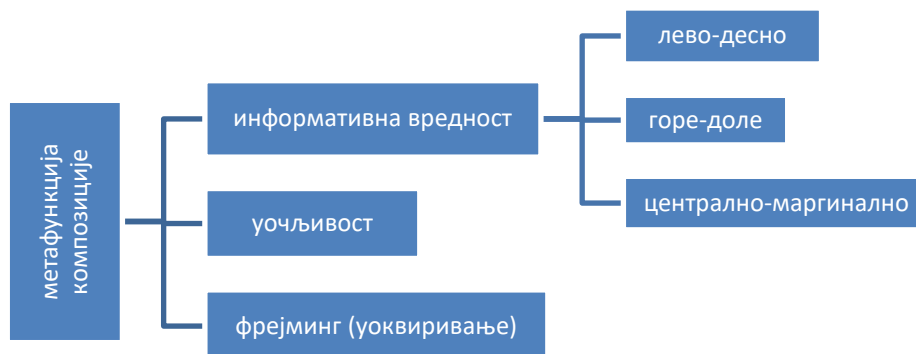 метафункција
композиције
информативна вредност
лево-десно
горе-доле
централно-маргинално
уочљивост
фрејминг (уоквиривање)